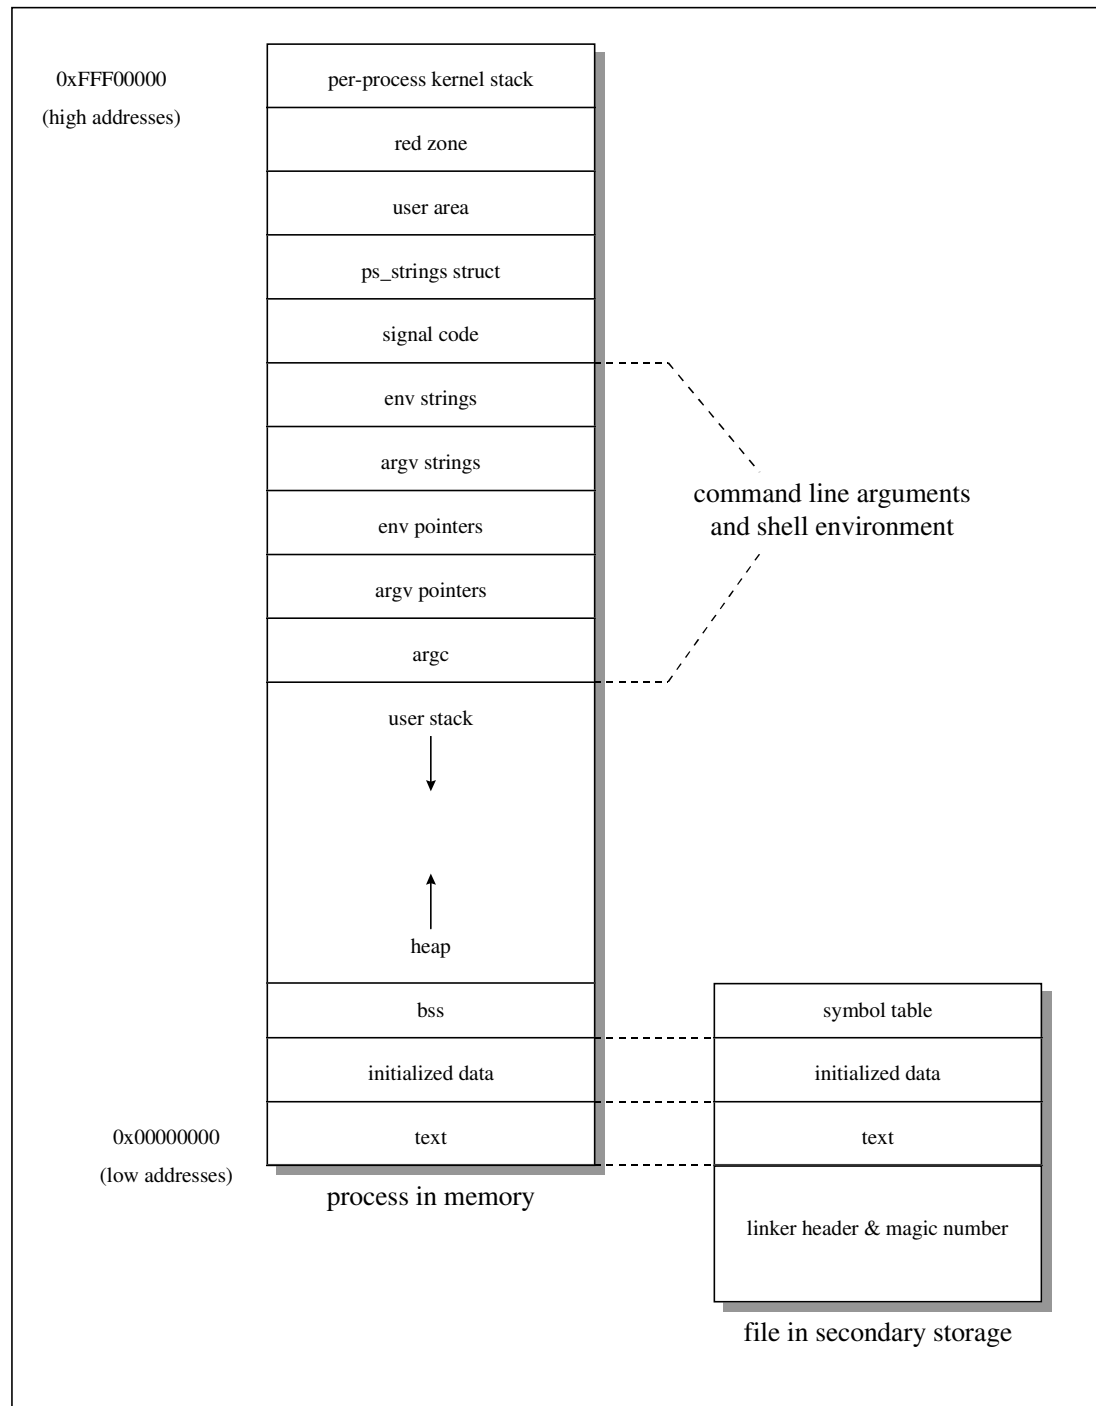 0xFFF00000
(high addresses)
per-process kernel stack
red zone
user area
ps_strings struct
signal code
env strings
argv strings
env pointers
argv pointers
argc
command line arguments
and shell environment
user stack
heap
bss
initialized data
text
0x00000000
(low addresses)
process in memory
symbol table
initialized data
text
linker header & magic number
file in secondary storage